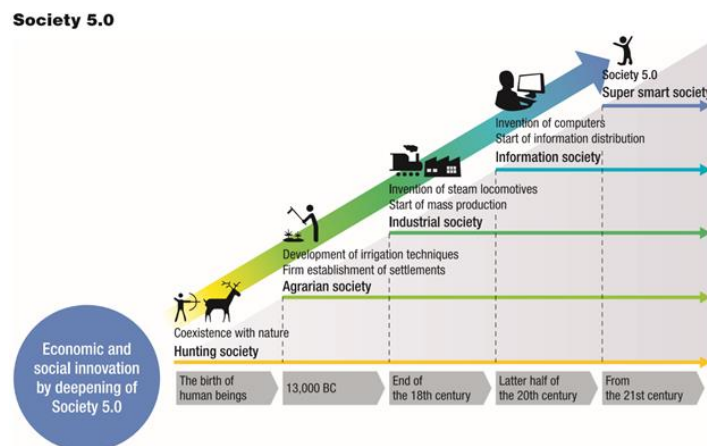 Society 5.0
Society 5.0
Super smart society
Invention of computers
Start of information distribution
Information society
Invention of steam locomotives
Start of mass production
Industrial society
Development of irrigation techniques
Firm establishment of settlements
Agrarian society
Coexistence with nature
Hunting society
Economic and
social innovation
by deepening of
Society 5.0
The birth of
human beings
13,000 BC
End of
the 18th century
Latter half of
the 20th century
From
the 21st century